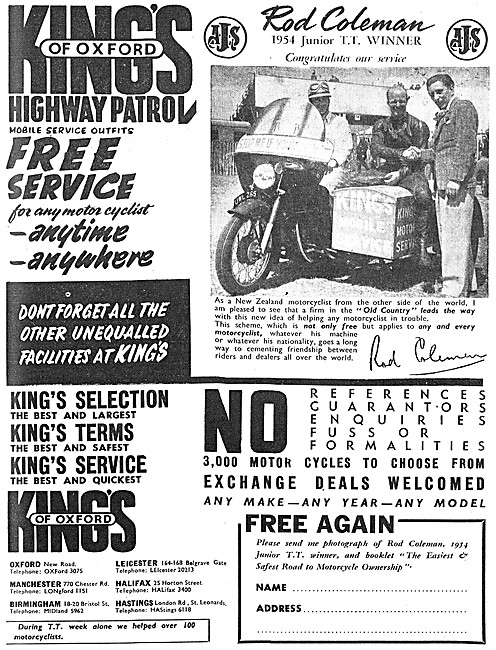 KING'S
OF OXFORD
HIGHWAY PATROL
MOBILE SERVICE OUTFITS
FREE
SERVICE
for any motor cyclist
—anytime
—anywhere
DONT FORGET ALL THE
OTHER UNEQUALLED
FACILITIES AT KING'S
KING'S SELECTION
THE BEST AND LARGEST
KING'S TERMS
THE BEST AND SAFEST
KING'S SERVICE
THE BEST AND QUICKEST
KING'S
OF OXFORD
OXFORD New Road.
Telephone: OXFord 3075
MANCHESTER 770 Chester Rd.
Telephone: LONgford 1151
BIRMINGHAM 18-20 Bristol St.
Telephone: MIDland 5962
LEICESTER 164-168 Belgrave Gate
Telephone: LEIcester 20213
HALIFAX 25 Horton Street.
Telephone: HALifax 3400
HASTINGS London Rd., St. Leonards,
Telephone: HAStings 6118
During T.T. week alone we helped over 100
motorcyclists.
AJS
Rod Coleman
1954 Junior T.T. WINNER
Congratulates our service
AJS
KING'S
KING'S
MOTOR
SERVICE
As a New Zealand motorcyclist from the other side of the world, I
am pleased to see that a firm in the "Old Country" leads the way
with this new idea of helping any motorcyclist in trouble.
This scheme, which is not only free but applies to any and every
motorcyclist, whatever his machine
or whatever his nationality, goes a long
way to cementing friendship between
riders and dealers all over the world.
Rod Coleman
NO
REFERENCES
GUARANTORS
ENQUIRIES
FUSS OR
FORMALITIES
3,000 MOTOR CYCLES TO CHOOSE FROM
EXCHANGE DEALS WELCOMED
ANY MAKE—ANY YEAR—ANY MODEL
FREE AGAIN
Please send me photograph of Rod Coleman, 1954
Junior T.T. winner, and booklet "The Easiest &
Safest Road to Motorcycle Ownership".
NAME
ADDRESS